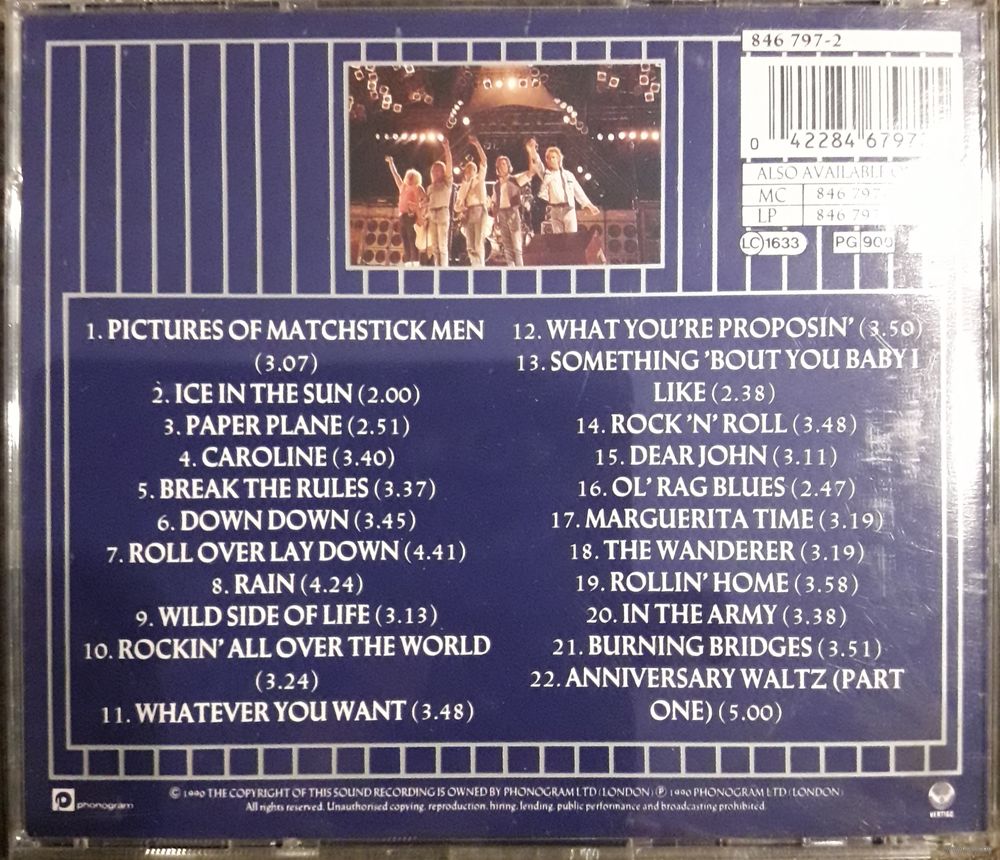 846 797-2
0 42284 6797
ALSO AVAILABLE
MC 846 797
LP 846 797
LC 1633 PG 900
1. PICTURES OF MATCHSTICK MEN
(3.07)
2. ICE IN THE SUN (2.00)
3. PAPER PLANE (2.51)
4. CAROLINE (3.40)
5. BREAK THE RULES (3.37)
6. DOWN DOWN (3.45)
7. ROLL OVER LAY DOWN (4.41)
8. RAIN (4.24)
9. WILD SIDE OF LIFE (3.13)
10. ROCKIN' ALL OVER THE WORLD
(3.24)
11. WHATEVER YOU WANT (3.48)
12. WHAT YOU'RE PROPOSIN' (3.50)
13. SOMETHING 'BOUT YOU BABY I
LIKE (2.38)
14. ROCK 'N' ROLL (3.48)
15. DEAR JOHN (3.11)
16. OL' RAG BLUES (2.47)
17. MARGUERITA TIME (3.19)
18. THE WANDERER (3.19)
19. ROLLIN' HOME (3.58)
20. IN THE ARMY (3.38)
21. BURNING BRIDGES (3.51)
22. ANNIVERSARY WALTZ (PART
ONE) (5.00)
phonogram
© 1990 THE COPYRIGHT OF THIS SOUND RECORDING IS OWNED BY PHONOGRAM LTD (LONDON) ℗ 1990 PHONOGRAM LTD (LONDON)
All rights reserved. Unauthorised copying, reproduction, hiring, lending, public performance and broadcasting prohibited.
VERTIGO